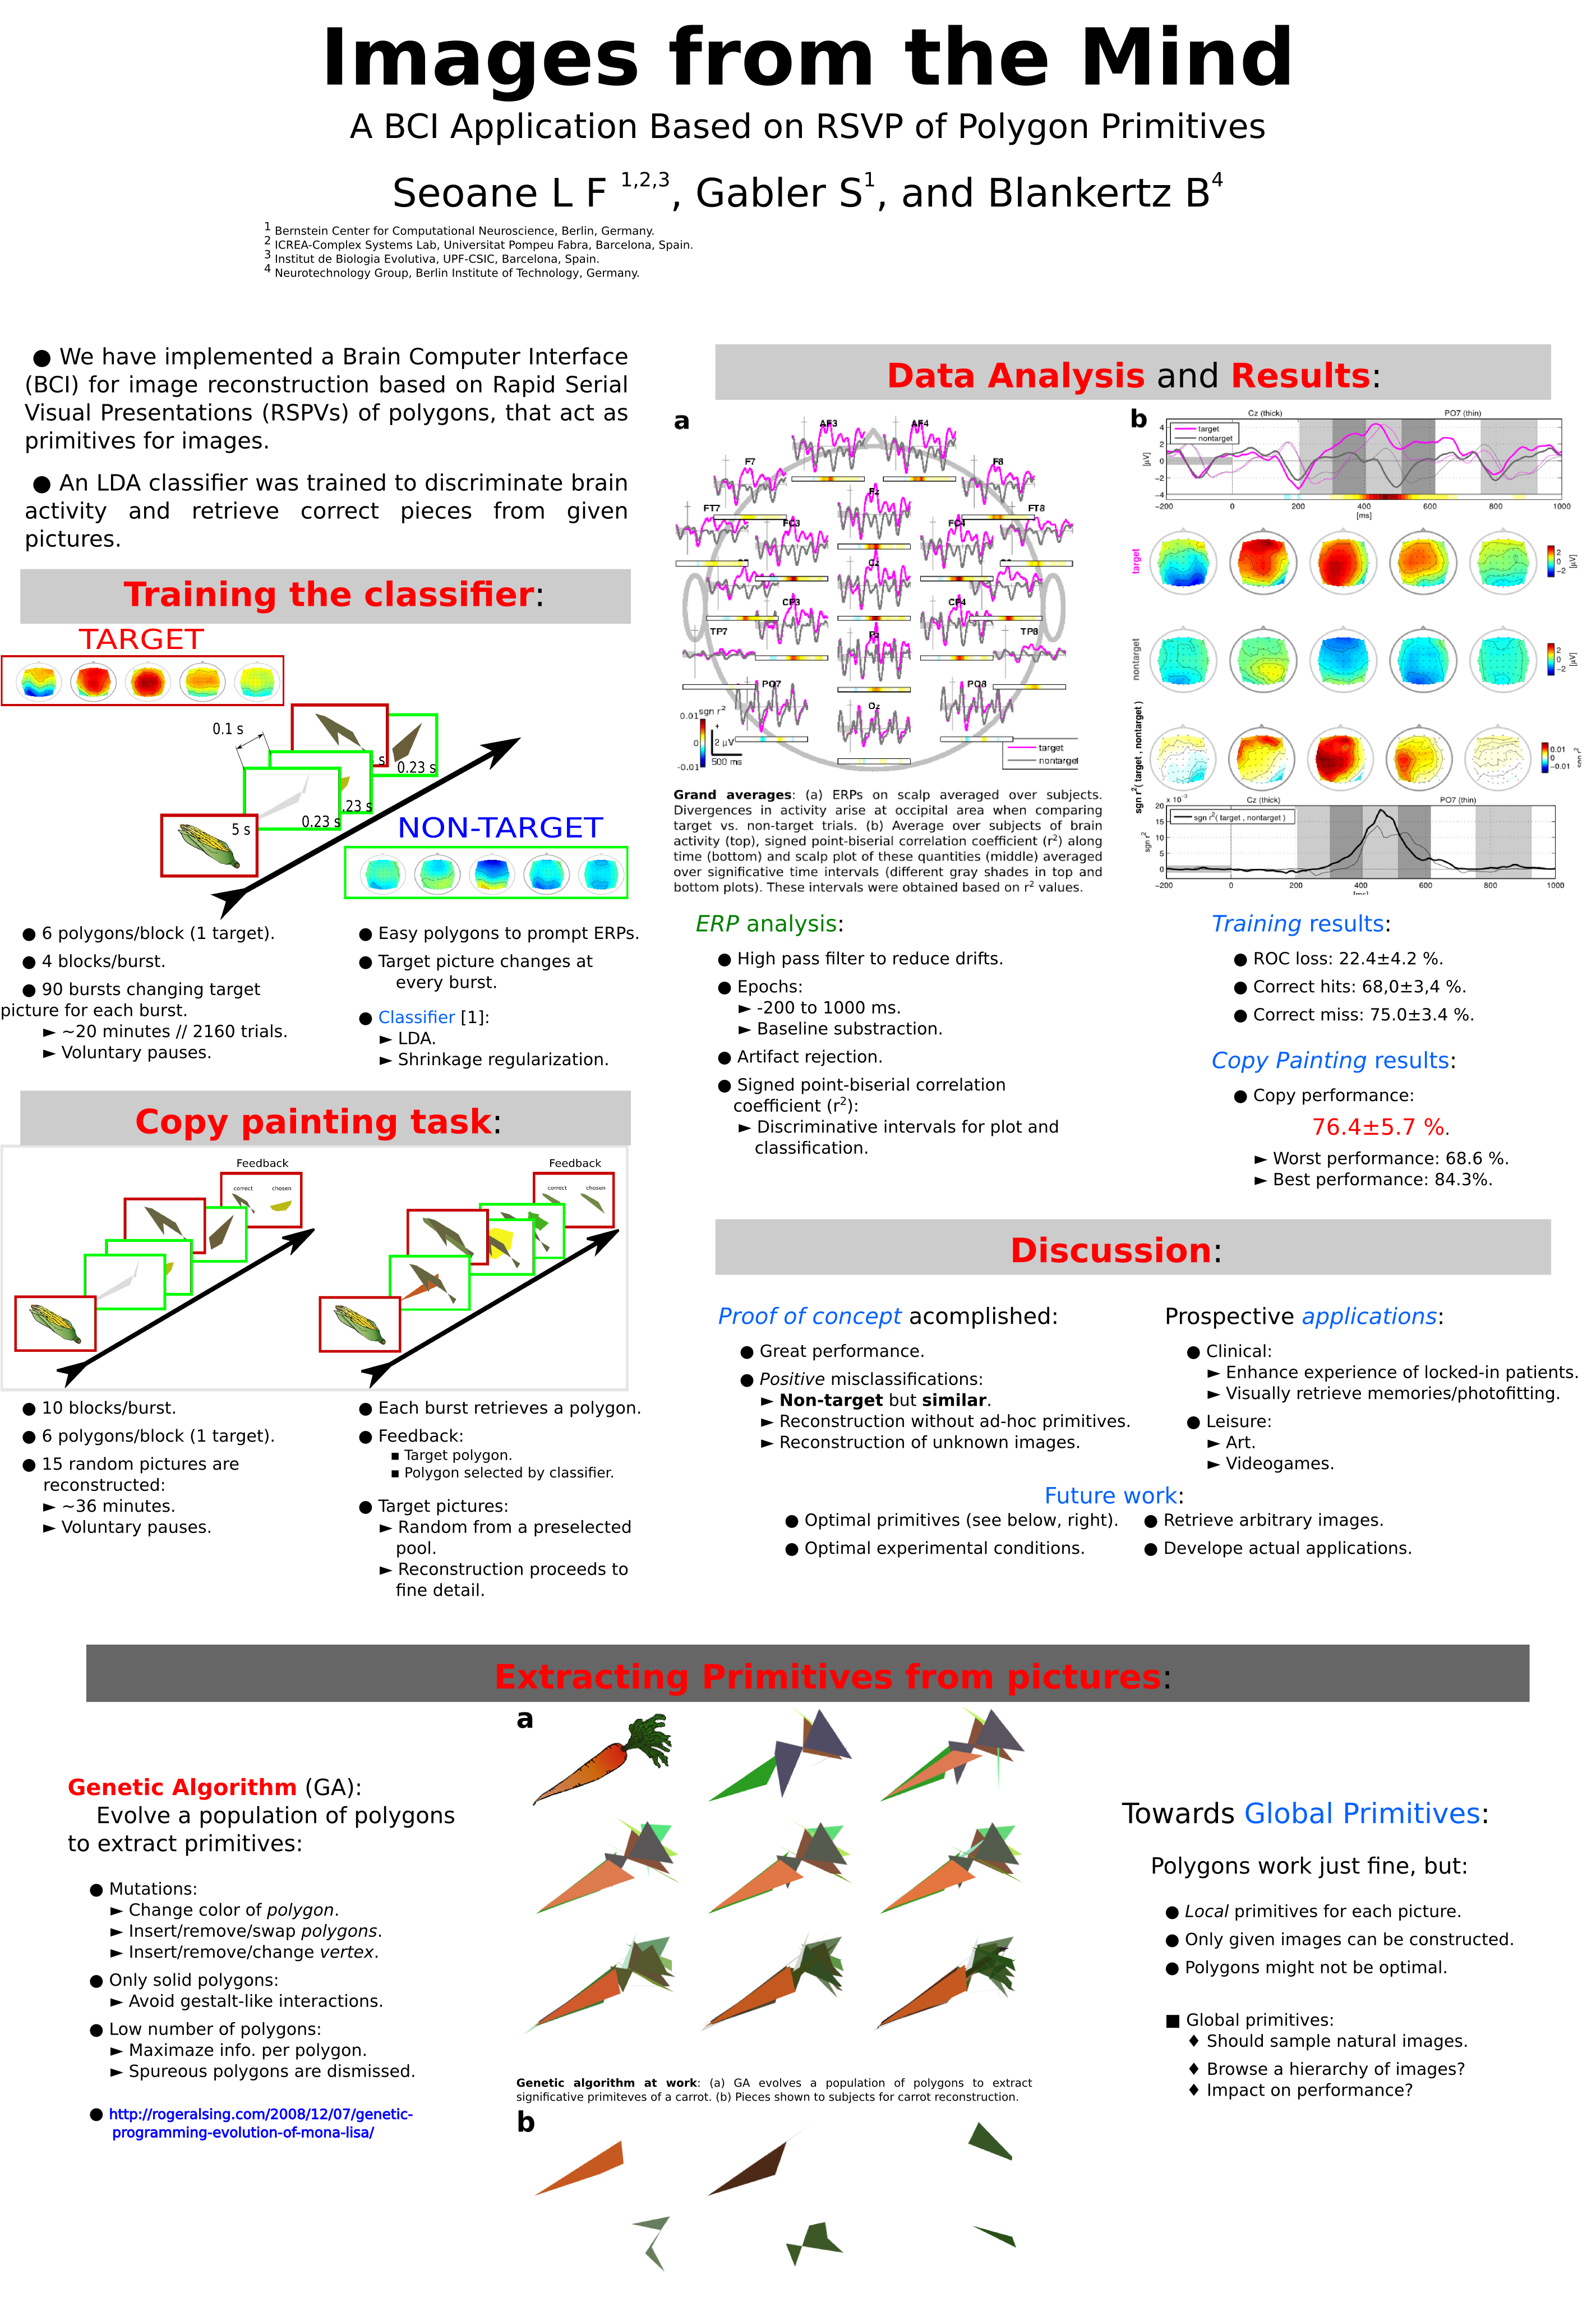 Images from the Mind
A BCI Application Based on RSVP of Polygon Primitives
Seoane L F 1,2,3, Gabler S1, and Blankertz B4
1 Bernstein Center for Computational Neuroscience, Berlin, Germany.
2 ICREA-Complex Systems Lab, Universitat Pompeu Fabra, Barcelona, Spain.
3 Institut de Biologia Evolutiva, UPF-CSIC, Barcelona, Spain.
4 Neurotechnology Group, Berlin Institute of Technology, Germany.
● We have implemented a Brain Computer Interface
(BCI) for image reconstruction based on Rapid Serial
Visual Presentations (RSPVs) of polygons, that act as
primitives for images.
● An LDA classifier was trained to discriminate brain
activity and retrieve correct pieces from given
pictures.
Training the classifier:
TARGET
0.1 s
s
0.23 s
.23 s
0.23 s
5 s
NON-TARGET
● 6 polygons/block (1 target).
● 4 blocks/burst.
● 90 bursts changing target
picture for each burst.
► ~20 minutes // 2160 trials.
► Voluntary pauses.
● Easy polygons to prompt ERPs.
● Target picture changes at
every burst.
● Classifier [1]:
► LDA.
► Shrinkage regularization.
Copy painting task:
Feedback
correct chosen
Feedback
correct chosen
● 10 blocks/burst.
● 6 polygons/block (1 target).
● 15 random pictures are
reconstructed:
► ~36 minutes.
► Voluntary pauses.
● Each burst retrieves a polygon.
● Feedback:
▪ Target polygon.
▪ Polygon selected by classifier.
● Target pictures:
► Random from a preselected
pool.
► Reconstruction proceeds to
fine detail.
Data Analysis and Results:
a
AF3 AF4
F7 Fz F8
FT7 FC3 FC4 FT8
Cz
CP3 CP4
TP7 Pz TP8
PO7 Oz PO8
0.01 sgn r2
+
0 2 µV
-0.01 500 ms
target
nontarget
b
Cz (thick) PO7 (thin)
target
nontarget
[µV]
4
2
0
−2
−4
−200 0 200 400 600 800 1000
[ms]
target
2
0
−2
[µV]
nontarget
2
0
−2
[µV]
sgn r2( target , nontarget )
0.01
0
−0.01
sgn r2
x 10−3
Cz (thick) PO7 (thin)
sgn r2( target , nontarget )
sgn r2
20
15
10
5
0
−200 0 200 400 600 800 1000
[ms]
Grand averages: (a) ERPs on scalp averaged over subjects.
Divergences in activity arise at occipital area when comparing
target vs. non-target trials. (b) Average over subjects of brain
activity (top), signed point-biserial correlation coefficient (r2) along
time (bottom) and scalp plot of these quantities (middle) averaged
over significative time intervals (different gray shades in top and
bottom plots). These intervals were obtained based on r2 values.
ERP analysis:
● High pass filter to reduce drifts.
● Epochs:
► -200 to 1000 ms.
► Baseline substraction.
● Artifact rejection.
● Signed point-biserial correlation
coefficient (r2):
► Discriminative intervals for plot and
classification.
Training results:
● ROC loss: 22.4±4.2 %.
● Correct hits: 68,0±3,4 %.
● Correct miss: 75.0±3.4 %.
Copy Painting results:
● Copy performance:
76.4±5.7 %.
► Worst performance: 68.6 %.
► Best performance: 84.3%.
Discussion:
Proof of concept acomplished:
● Great performance.
● Positive misclassifications:
► Non-target but similar.
► Reconstruction without ad-hoc primitives.
► Reconstruction of unknown images.
Prospective applications:
● Clinical:
► Enhance experience of locked-in patients.
► Visually retrieve memories/photofitting.
● Leisure:
► Art.
► Videogames.
Future work:
● Optimal primitives (see below, right).
● Optimal experimental conditions.
● Retrieve arbitrary images.
● Develope actual applications.
Extracting Primitives from pictures:
Genetic Algorithm (GA):
Evolve a population of polygons
to extract primitives:
● Mutations:
► Change color of polygon.
► Insert/remove/swap polygons.
► Insert/remove/change vertex.
● Only solid polygons:
► Avoid gestalt-like interactions.
● Low number of polygons:
► Maximaze info. per polygon.
► Spureous polygons are dismissed.
● http://rogeralsing.com/2008/12/07/genetic-
programming-evolution-of-mona-lisa/
a
Genetic algorithm at work: (a) GA evolves a population of polygons to extract
significative primiteves of a carrot. (b) Pieces shown to subjects for carrot reconstruction.
b
Towards Global Primitives:
Polygons work just fine, but:
● Local primitives for each picture.
● Only given images can be constructed.
● Polygons might not be optimal.
■ Global primitives:
♦ Should sample natural images.
♦ Browse a hierarchy of images?
♦ Impact on performance?